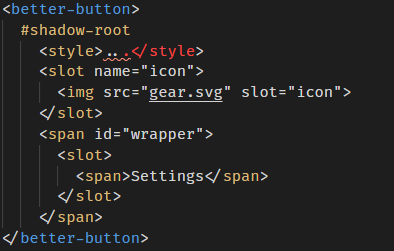 <better-button>
#shadow-root
<style>...</style>
<slot name="icon">
<img src="gear.svg" slot="icon">
</slot>
<span id="wrapper">
<slot>
<span>Settings</span>
</slot>
</span>
</better-button>